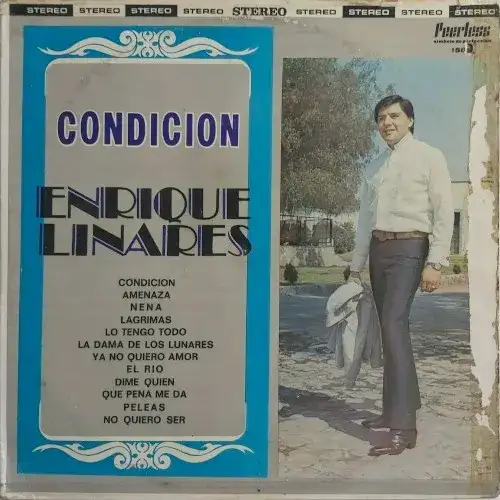 STEREO STEREO STEREO STEREO STEREO STEREO STEREO STEREO STEREO
Peerless
CONDICION
ENRIQUE
LINARES
CONDICION
AMENAZA
NENA
LAGRIMAS
LO TENGO TODO
LA DAMA DE LOS LUNARES
YA NO QUIERO AMOR
EL RIO
DIME QUIEN
QUE PENA ME DA
PELEAS
NO QUIERO SER